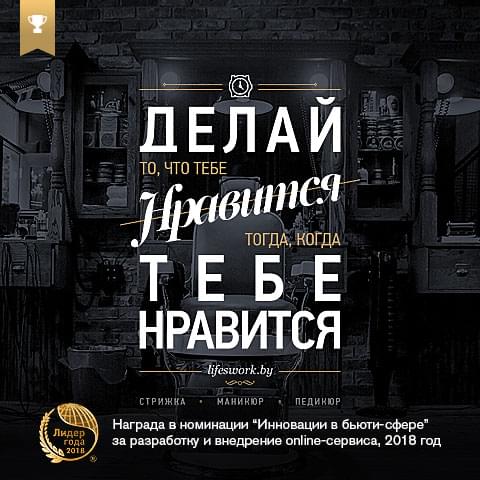 ДЕЛАЙ
ТО, ЧТО ТЕБЕ
Нравится
ТОГДА, КОГДА
ТЕБЕ
НРАВИТСЯ
lifeswork.by
СТРИЖКА • МАНИКЮР • ПЕДИКЮР
Лидер
года
2018
®
Награда в номинации “Инновации в бьюти-сфере”
за разработку и внедрение online-сервиса, 2018 год